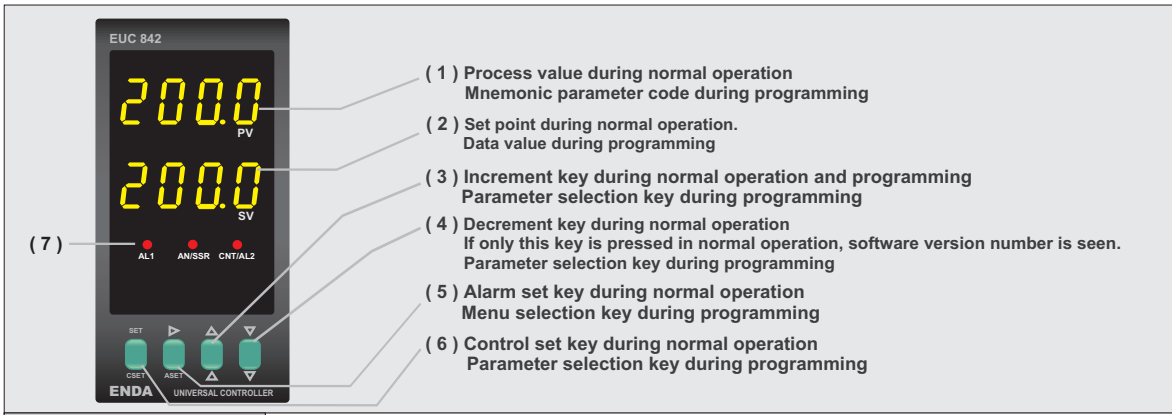 EUC 842
200.0
PV
200.0
SV
AL1 AN/SSR CNT/AL2
SET
CSET ASET
ENDA UNIVERSAL CONTROLLER
( 1 ) Process value during normal operation
Mnemonic parameter code during programming
( 2 ) Set point during normal operation.
Data value during programming
( 3 ) Increment key during normal operation and programming
Parameter selection key during programming
( 4 ) Decrement key during normal operation
If only this key is pressed in normal operation, software version number is seen.
Parameter selection key during programming
( 5 ) Alarm set key during normal operation
Menu selection key during programming
( 6 ) Control set key during normal operation
Parameter selection key during programming
( 7 )